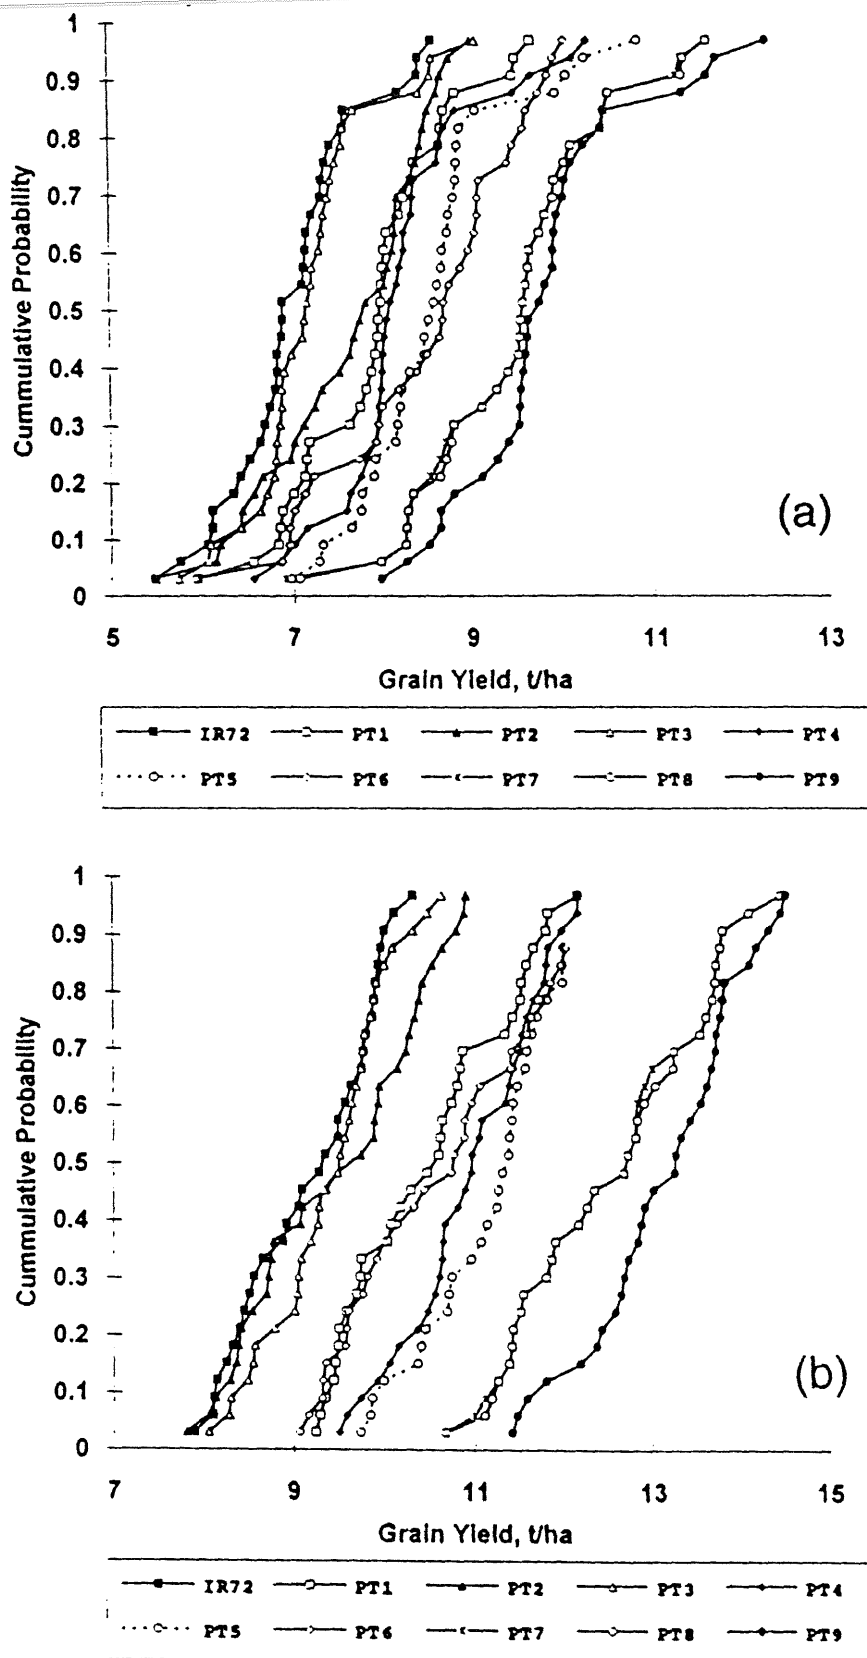 1
0.9
0.8
0.7
0.6
0.5
0.4
0.3
0.2
0.1
0
Cummulative Probability
(a)
5 7 9 11 13
Grain Yield, t/ha
IR72 PT1 PT2 PT3 PT4
PT5 PT6 PT7 PT8 PT9
1
0.9
0.8
0.7
0.6
0.5
0.4
0.3
0.2
0.1
0
Cummulative Probability
(b)
7 9 11 13 15
Grain Yield, t/ha
IR72 PT1 PT2 PT3 PT4
PT5 PT6 PT7 PT8 PT9